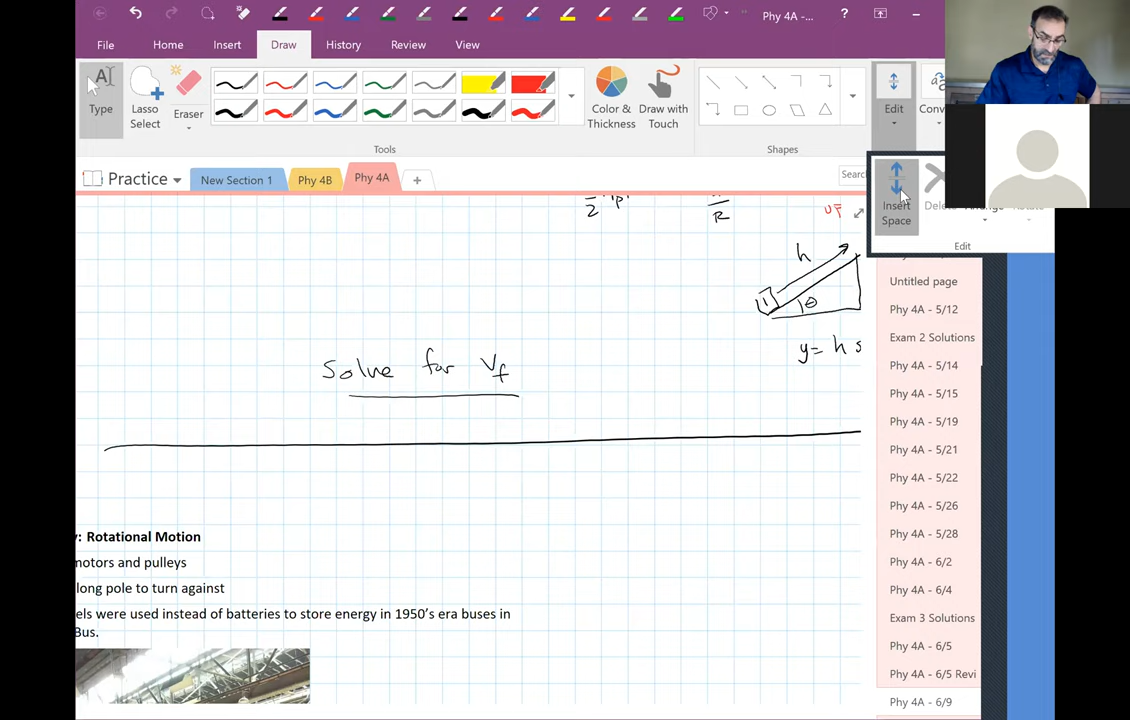 Phy 4A -...
?
File
Home
Insert
Draw
History
Review
View
Type
Lasso
Select
Eraser
Color &
Thickness
Draw with
Touch
Edit
Conv
Tools
Shapes
Practice
New Section 1
Phy 4B
Phy 4A
+
Sear
Insert
Space
Dele
Edit
2
R
h
1
θ
y= h s
Solve for Vf
y: Rotational Motion
motors and pulleys
long pole to turn against
els were used instead of batteries to store energy in 1950's era buses in
Bus.
Untitled page
Phy 4A - 5/12
Exam 2 Solutions
Phy 4A - 5/14
Phy 4A - 5/15
Phy 4A - 5/19
Phy 4A - 5/21
Phy 4A - 5/22
Phy 4A - 5/26
Phy 4A - 5/28
Phy 4A - 6/2
Phy 4A - 6/4
Exam 3 Solutions
Phy 4A - 6/5
Phy 4A - 6/5 Revi
Phy 4A - 6/9